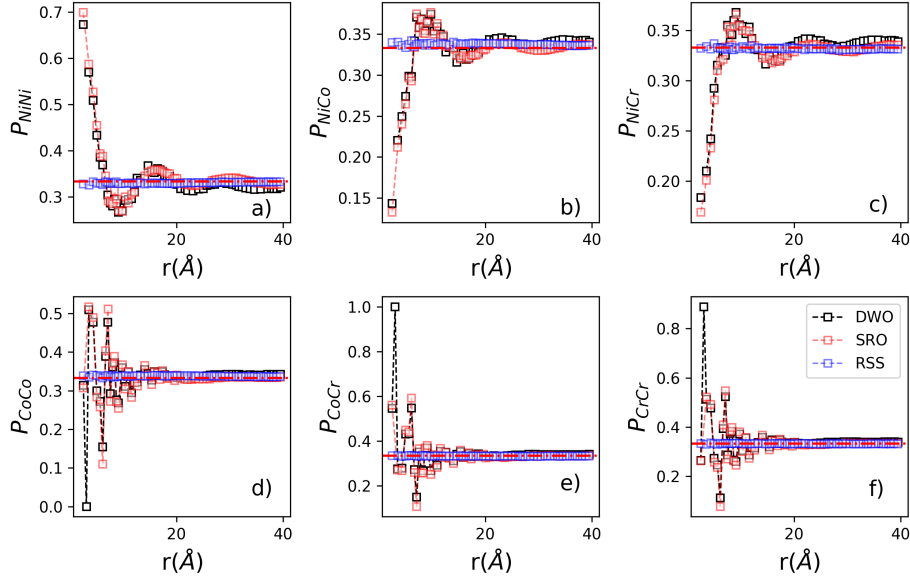 0.7
0.6
0.5
0.4
0.3
P_NiNi
a)
20
40
r(Å)
0.35
0.30
0.25
0.20
0.15
P_NiCo
b)
0
20
40
r(Å)
0.35
0.30
0.25
0.20
P_NiCr
c)
20
40
r(Å)
0.5
0.4
0.3
0.2
0.1
0.0
P_CoCo
d)
20
40
r(Å)
1.0
0.8
0.6
0.4
0.2
P_CoCr
e)
0
20
40
r(Å)
0.8
0.6
0.4
0.2
P_CrCr
DWO
SRO
RSS
f)
20
40
r(Å)